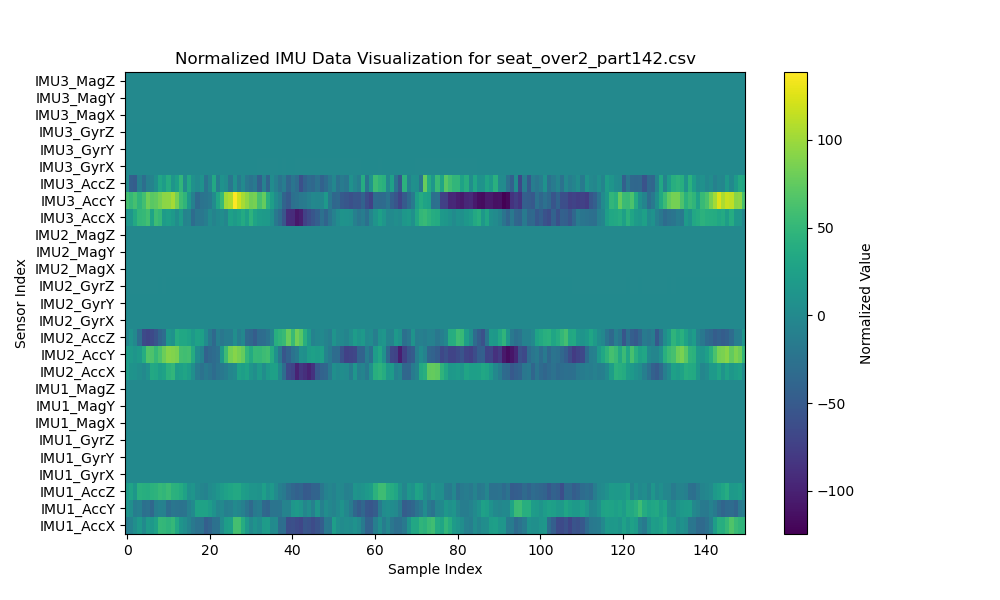 Normalized IMU Data Visualization for seat_over2_part142.csv
IMU3_MagZ
IMU3_MagY
IMU3_MagX
IMU3_GyrZ
IMU3_GyrY
IMU3_GyrX
IMU3_AccZ
IMU3_AccY
IMU3_AccX
IMU2_MagZ
IMU2_MagY
IMU2_MagX
IMU2_GyrZ
IMU2_GyrY
IMU2_GyrX
IMU2_AccZ
IMU2_AccY
IMU2_AccX
IMU1_MagZ
IMU1_MagY
IMU1_MagX
IMU1_GyrZ
IMU1_GyrY
IMU1_GyrX
IMU1_AccZ
IMU1_AccY
IMU1_AccX
Sensor Index
0 20 40 60 80 100 120 140
Sample Index
100
50
0
−50
−100
Normalized Value